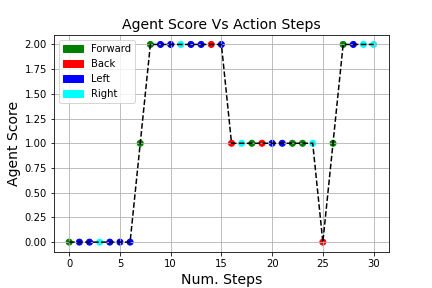 Agent Score Vs Action Steps
Agent Score
2.00
1.75
1.50
1.25
1.00
0.75
0.50
0.25
0.00
Forward
Back
Left
Right
0 5 10 15 20 25 30
Num. Steps